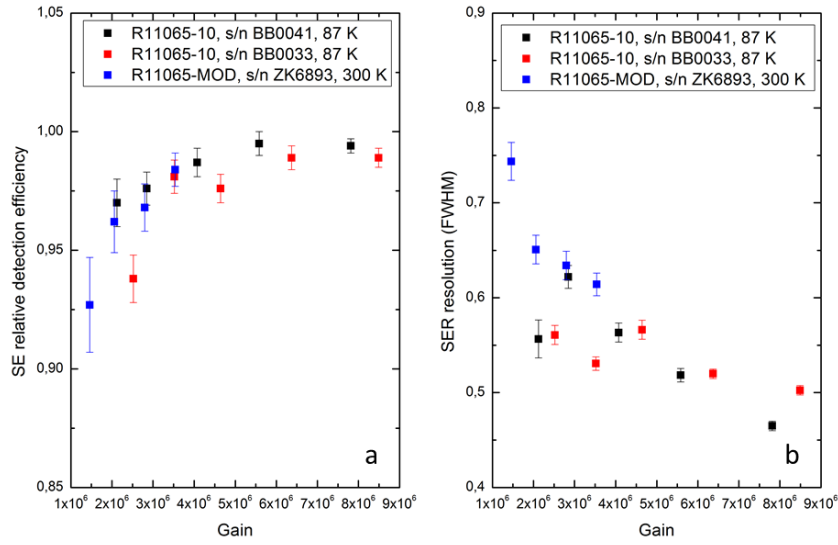 R11065-10, s/n BB0041, 87 K
R11065-10, s/n BB0033, 87 K
R11065-MOD, s/n ZK6893, 300 K
1,05
1,00
0,95
0,90
0,85
SE relative detection efficiency
a
1x10⁶ 2x10⁶ 3x10⁶ 4x10⁶ 5x10⁶ 6x10⁶ 7x10⁶ 8x10⁶ 9x10⁶
Gain
R11065-10, s/n BB0041, 87 K
R11065-10, s/n BB0033, 87 K
R11065-MOD, s/n ZK6893, 300 K
0,9
0,8
0,7
0,6
0,5
0,4
SER resolution (FWHM)
b
1x10⁶ 2x10⁶ 3x10⁶ 4x10⁶ 5x10⁶ 6x10⁶ 7x10⁶ 8x10⁶ 9x10⁶
Gain